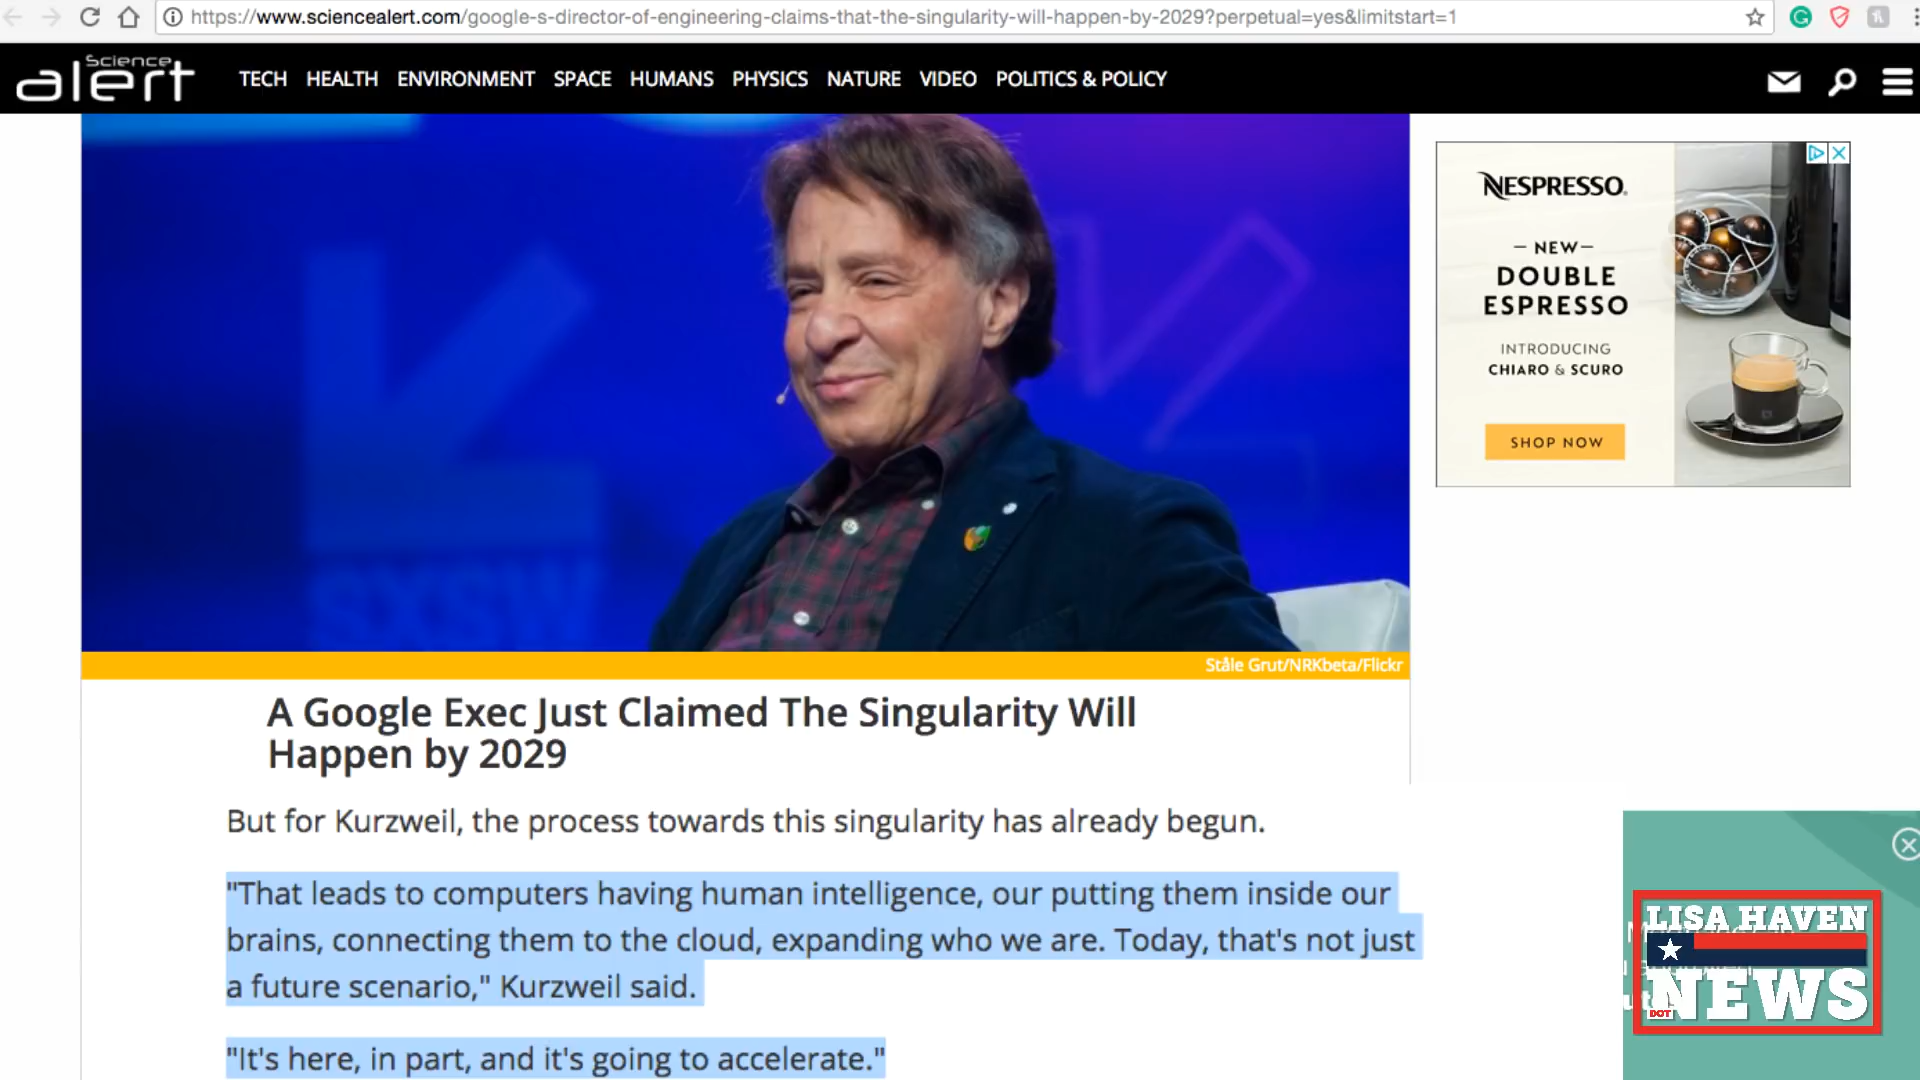 https://www.sciencealert.com/google-s-director-of-engineering-claims-that-the-singularity-will-happen-by-2029?perpetual=yes&limitstart=1
Science
alert
TECH HEALTH ENVIRONMENT SPACE HUMANS PHYSICS NATURE VIDEO POLITICS & POLICY
SXSW
NESPRESSO
– NEW –
DOUBLE
ESPRESSO
INTRODUCING
CHIARO & SCURO
SHOP NOW
Ståle Grut/NRKbeta/Flickr
A Google Exec Just Claimed The Singularity Will
Happen by 2029
But for Kurzweil, the process towards this singularity has already begun.
"That leads to computers having human intelligence, our putting them inside our
brains, connecting them to the cloud, expanding who we are. Today, that's not just
a future scenario," Kurzweil said.
"It's here, in part, and it's going to accelerate."
LISA HAVEN
NEWS
DOT